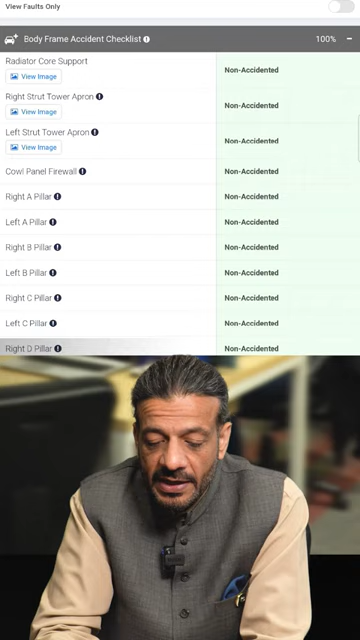 View Faults Only
Body Frame Accident Checklist 100%
Radiator Core Support
View Image
Non-Accidented
Right Strut Tower Apron
View Image
Non-Accidented
Left Strut Tower Apron
View Image
Non-Accidented
Cowl Panel Firewall Non-Accidented
Right A Pillar Non-Accidented
Left A Pillar Non-Accidented
Right B Pillar Non-Accidented
Left B Pillar Non-Accidented
Right C Pillar Non-Accidented
Left C Pillar Non-Accidented
Right D Pillar Non-Accidented